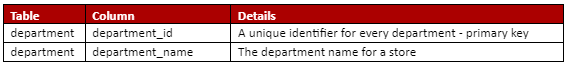 Table Column Details
department department_id A unique identifier for every department - primary key
department department_name The department name for a store